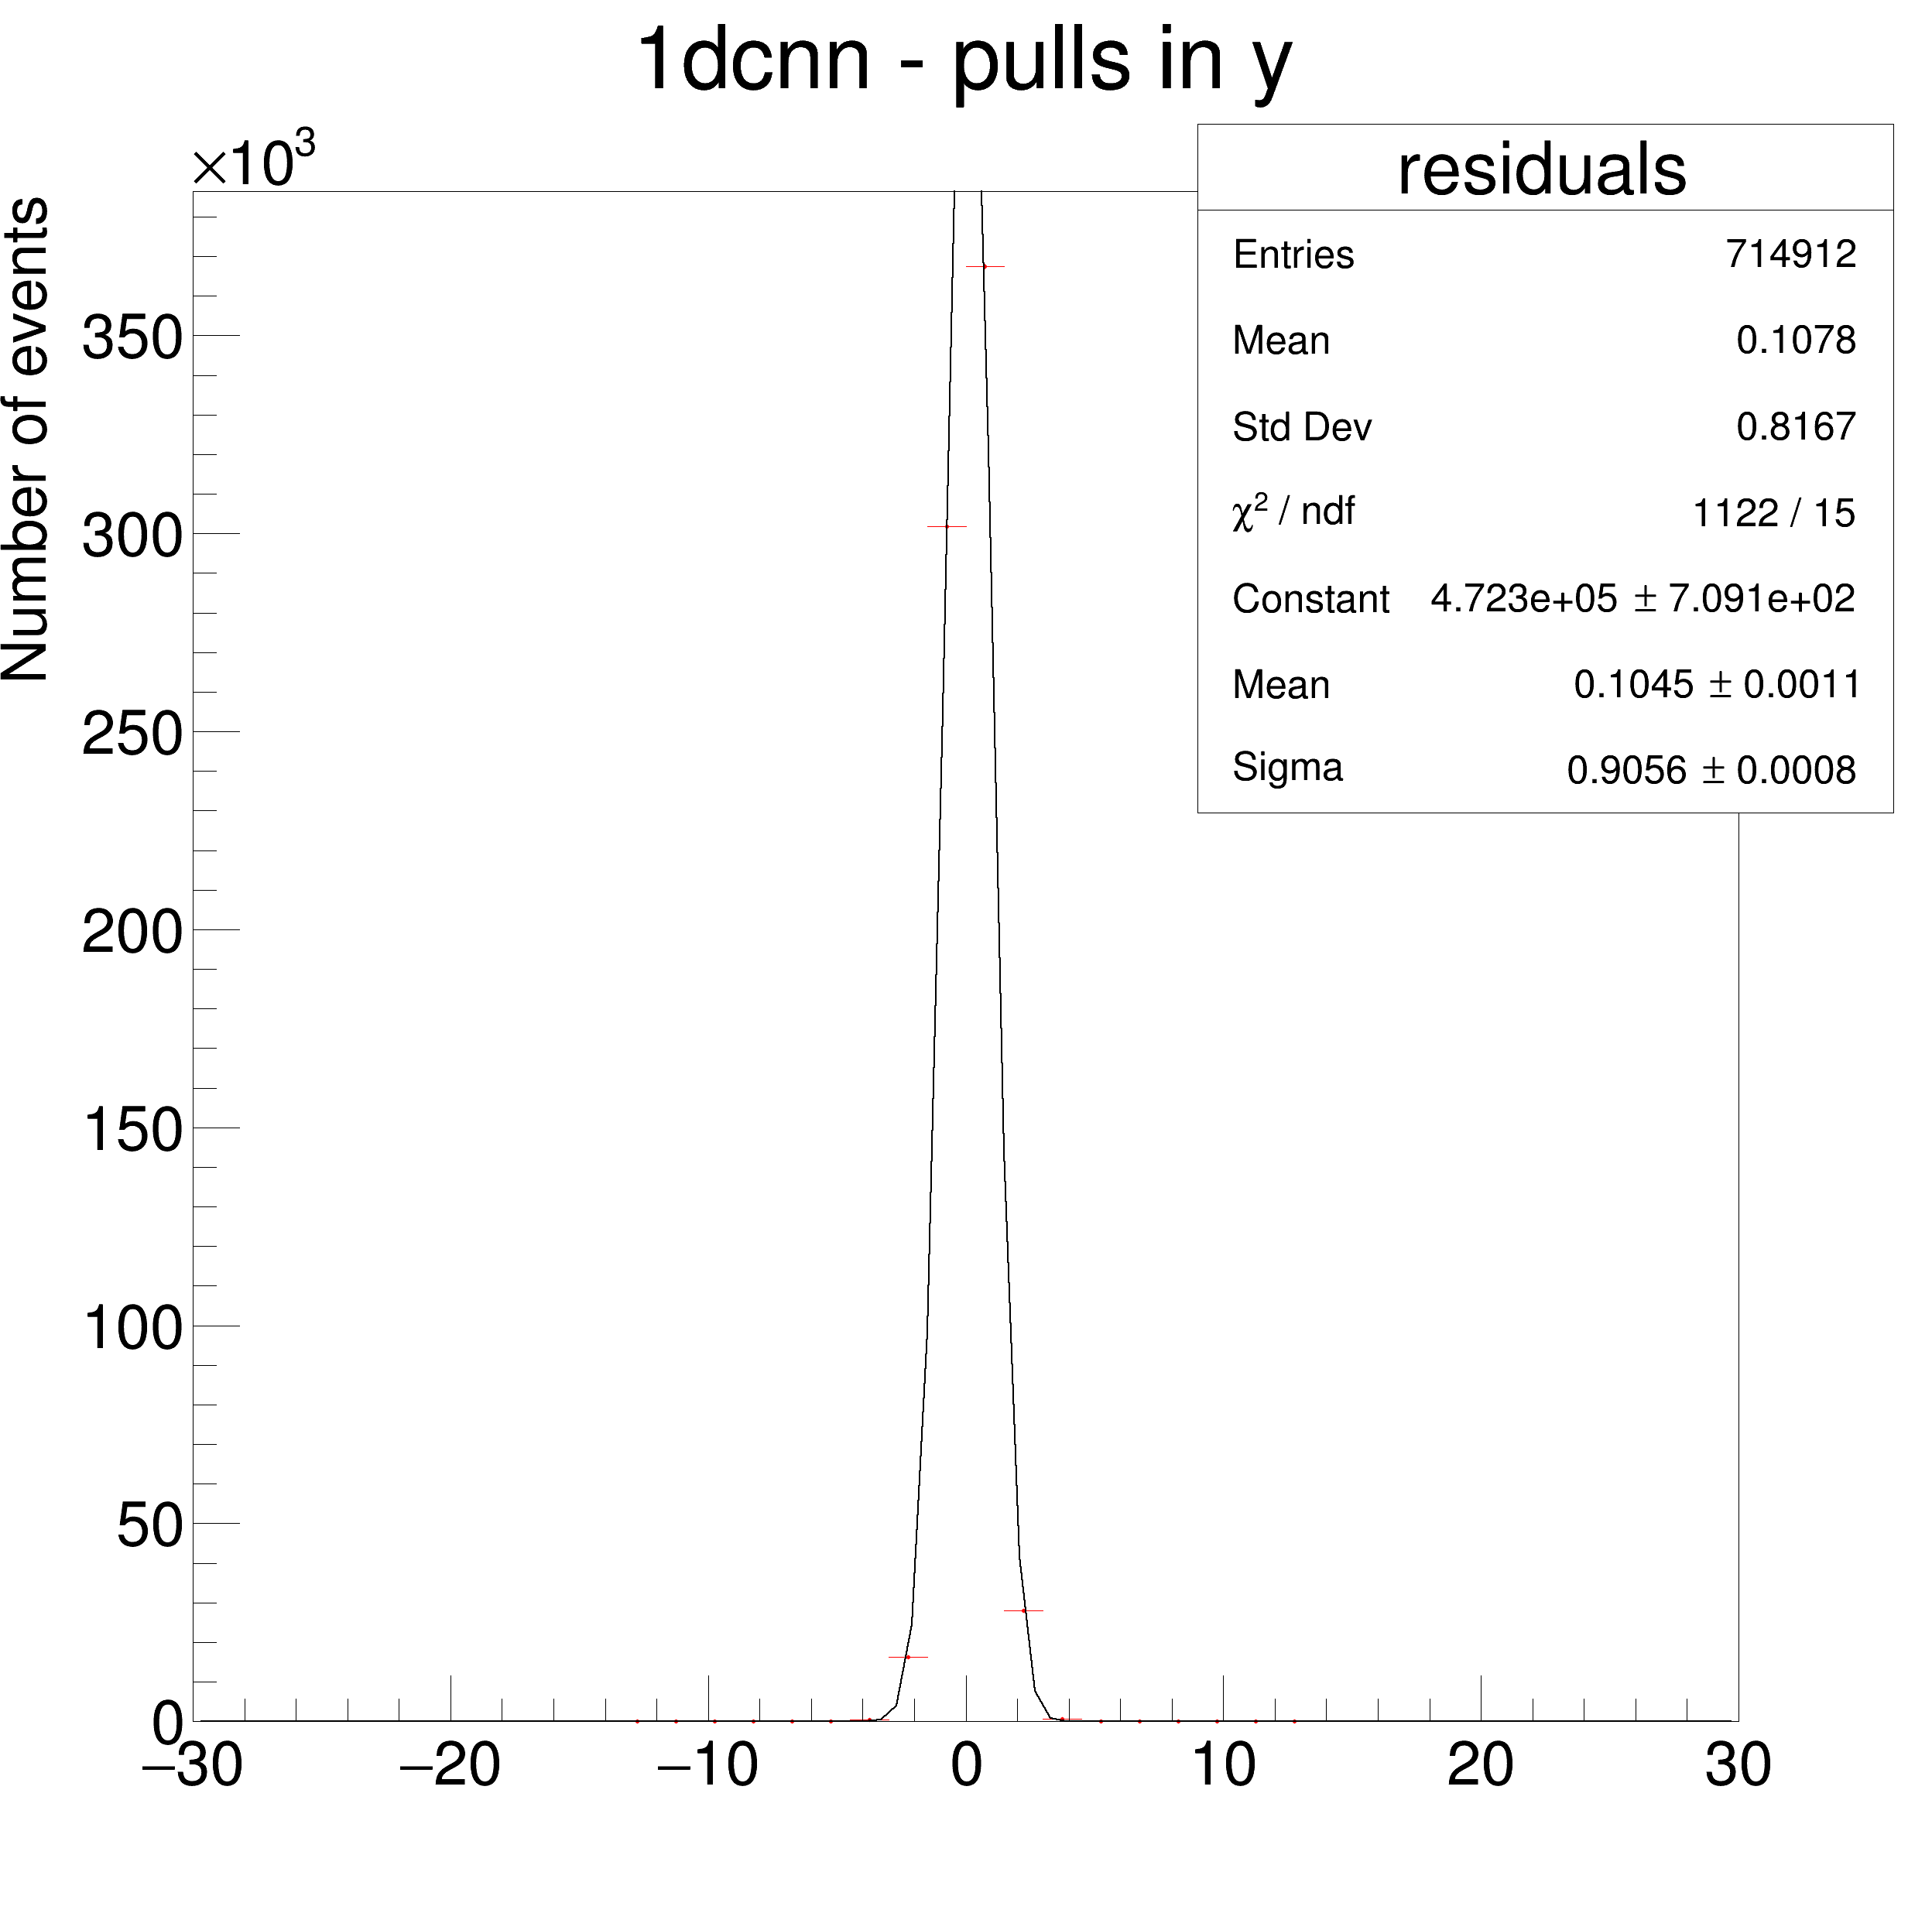 1dcnn - pulls in y
×10³
Number of events
residuals
Entries 714912
Mean 0.1078
Std Dev 0.8167
χ² / ndf 1122 / 15
Constant 4.723e+05 ± 7.091e+02
Mean 0.1045 ± 0.0011
Sigma 0.9056 ± 0.0008
350
300
250
200
150
100
50
0
−30 −20 −10 0 10 20 30